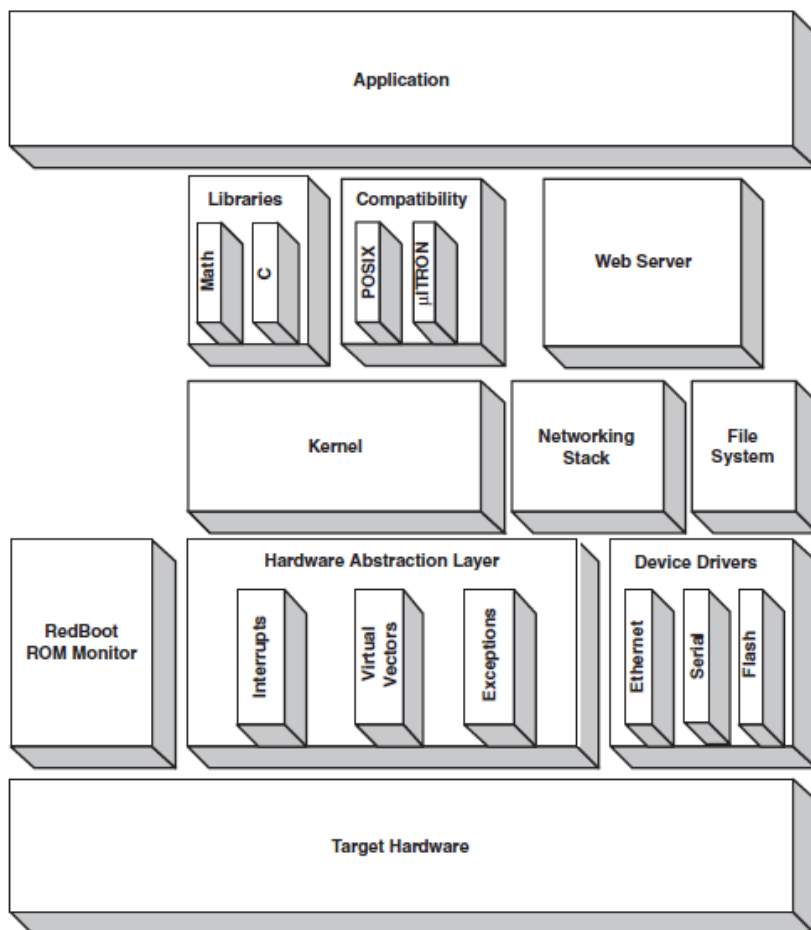 Application
Libraries
Compatibility
Web Server
Math
C
POSIX
µITRON
Kernel
Networking
Stack
File
System
RedBoot
ROM Monitor
Hardware Abstraction Layer
Interrupts
Virtual
Vectors
Exceptions
Device Drivers
Ethernet
Serial
Flash
Target Hardware